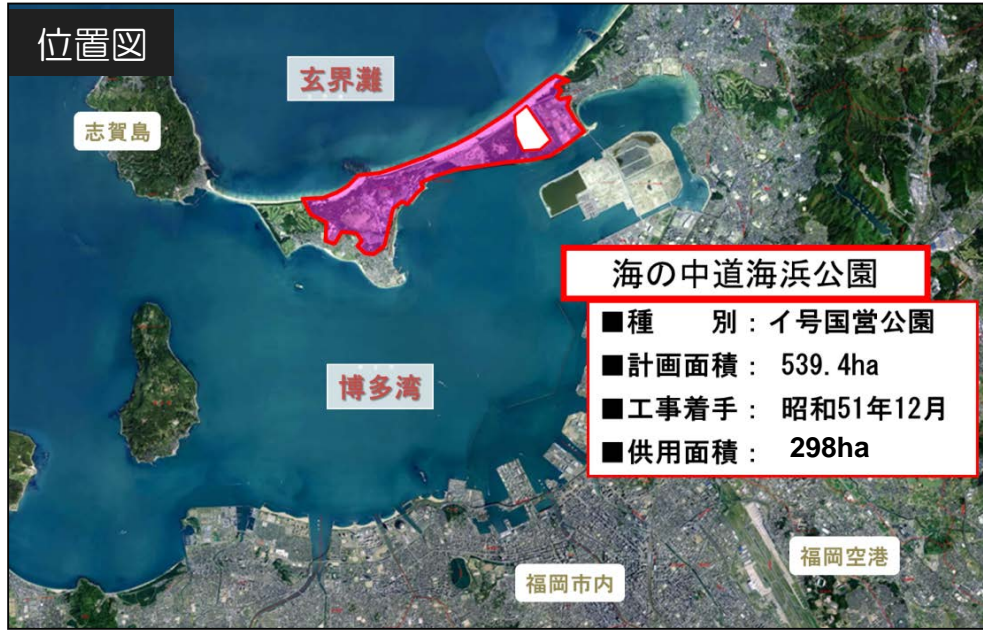 位置図
玄界灘
志賀島
海の中道海浜公園
■種　　別：イ号国営公園
■計画面積： 539.4ha
■工事着手： 昭和51年12月
■供用面積： 298ha
博多湾
福岡空港
福岡市内